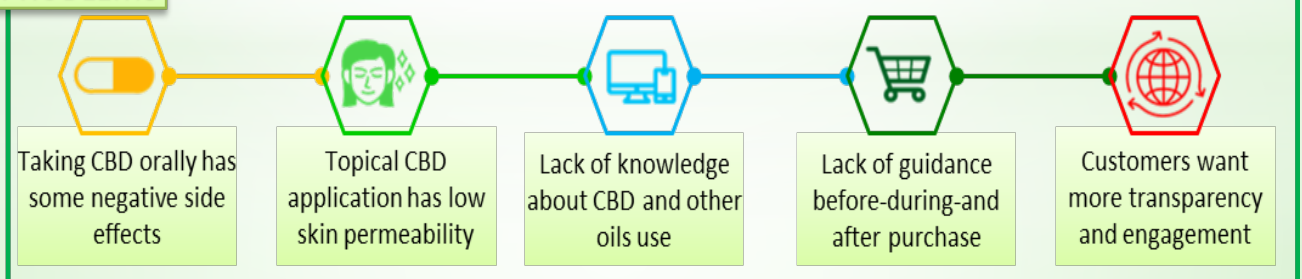 Taking CBD orally has
some negative side
effects
Topical CBD
application has low
skin permeability
Lack of knowledge
about CBD and other
oils use
Lack of guidance
before-during-and
after purchase
Customers want
more transparency
and engagement